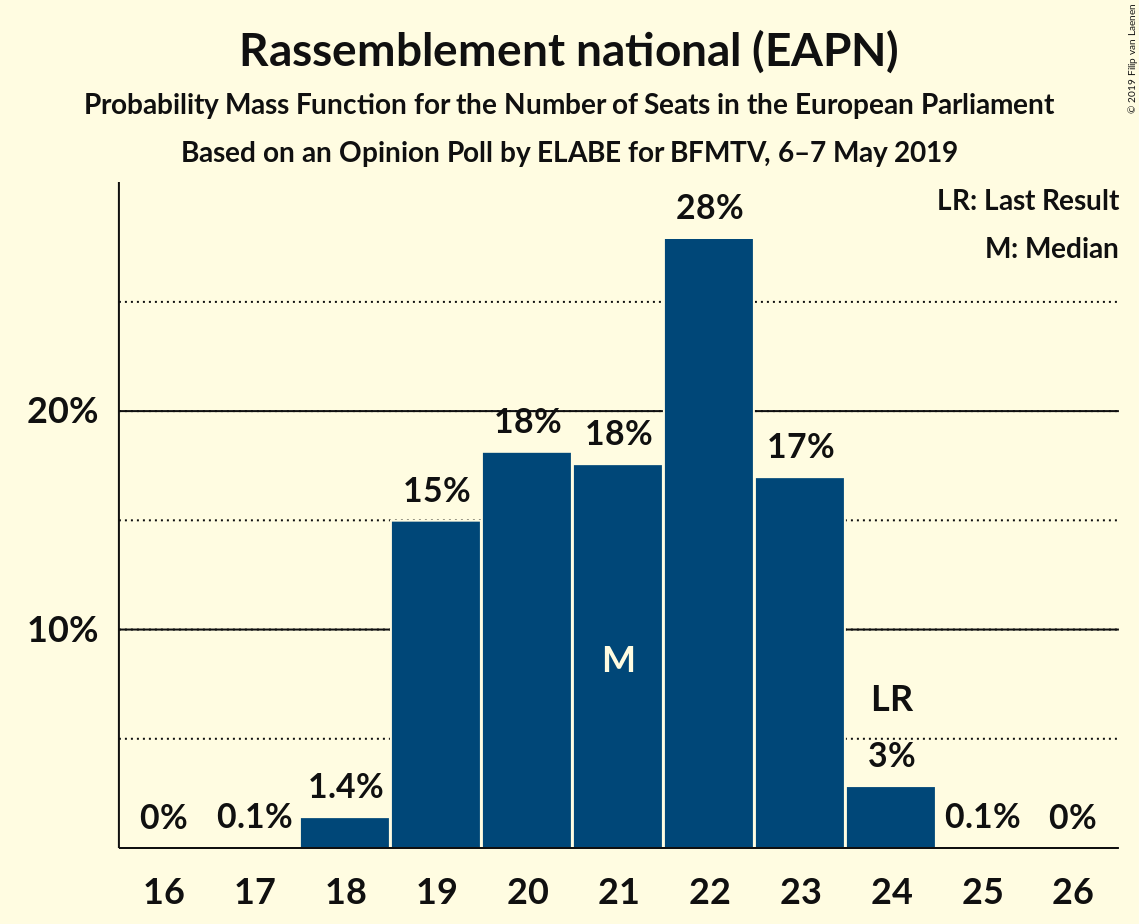 Rassemblement national (EAPN)
Probability Mass Function for the Number of Seats in the European Parliament
Based on an Opinion Poll by ELABE for BFMTV, 6–7 May 2019
© 2019 Filip van Laenen
LR: Last Result
M: Median
20%
10%
0%
0.1%
1.4%
15%
18%
18%
28%
17%
3%
0.1%
0%
M
LR
16 17 18 19 20 21 22 23 24 25 26